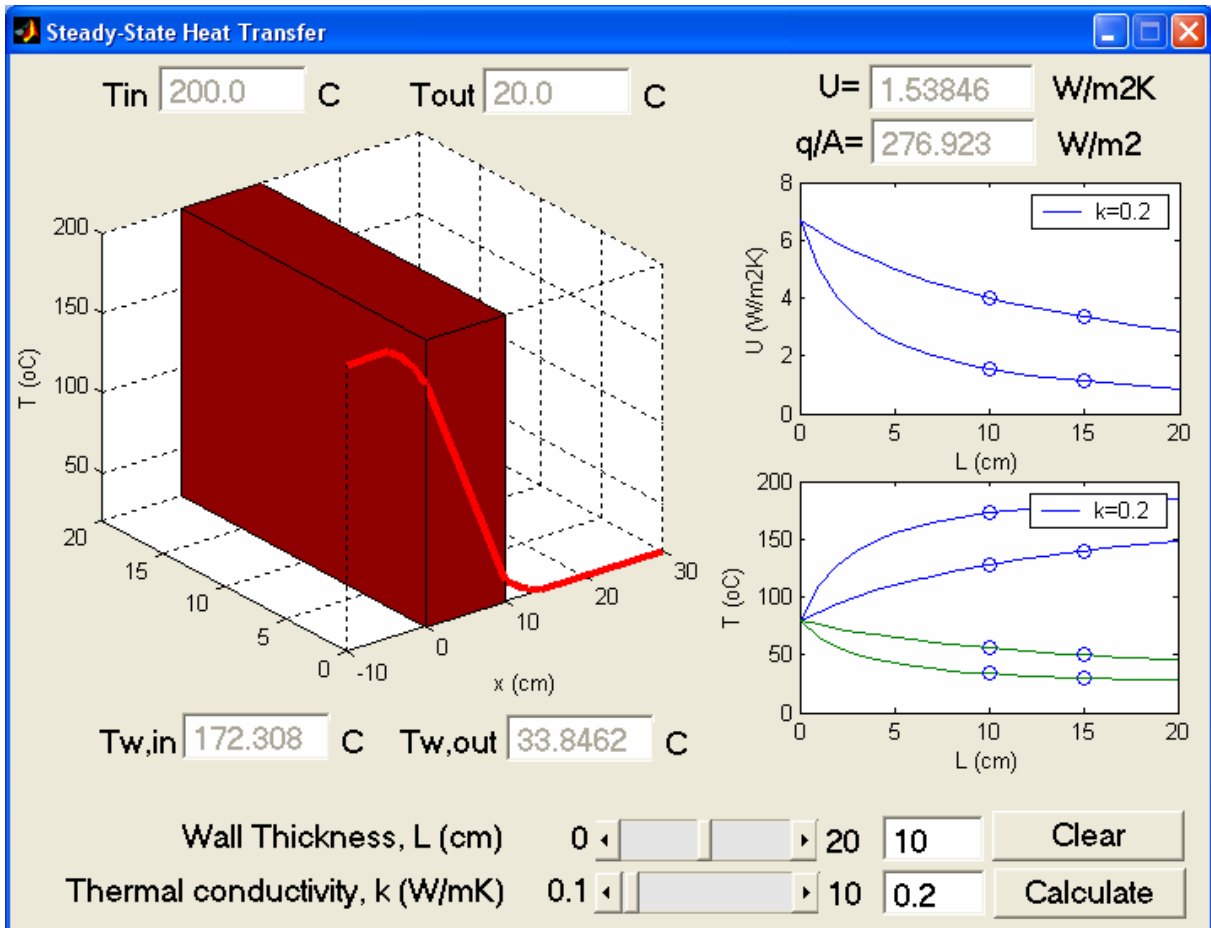 Steady-State Heat Transfer
Tin 200.0 C Tout 20.0 C
U= 1.53846 W/m2K
q/A= 276.923 W/m2
200
150
100
50
T (oC)
20
15
10
5
0
-10
0
10
20
30
x (cm)
8
6
4
2
0
U (W/m2K)
k=0.2
0 5 10 15 20
L (cm)
200
150
100
50
0
T (oC)
k=0.2
0 5 10 15 20
L (cm)
Tw,in 172.308 C Tw,out 33.8462 C
Wall Thickness, L (cm) 0 20 10 Clear
Thermal conductivity, k (W/mK) 0.1 10 0.2 Calculate